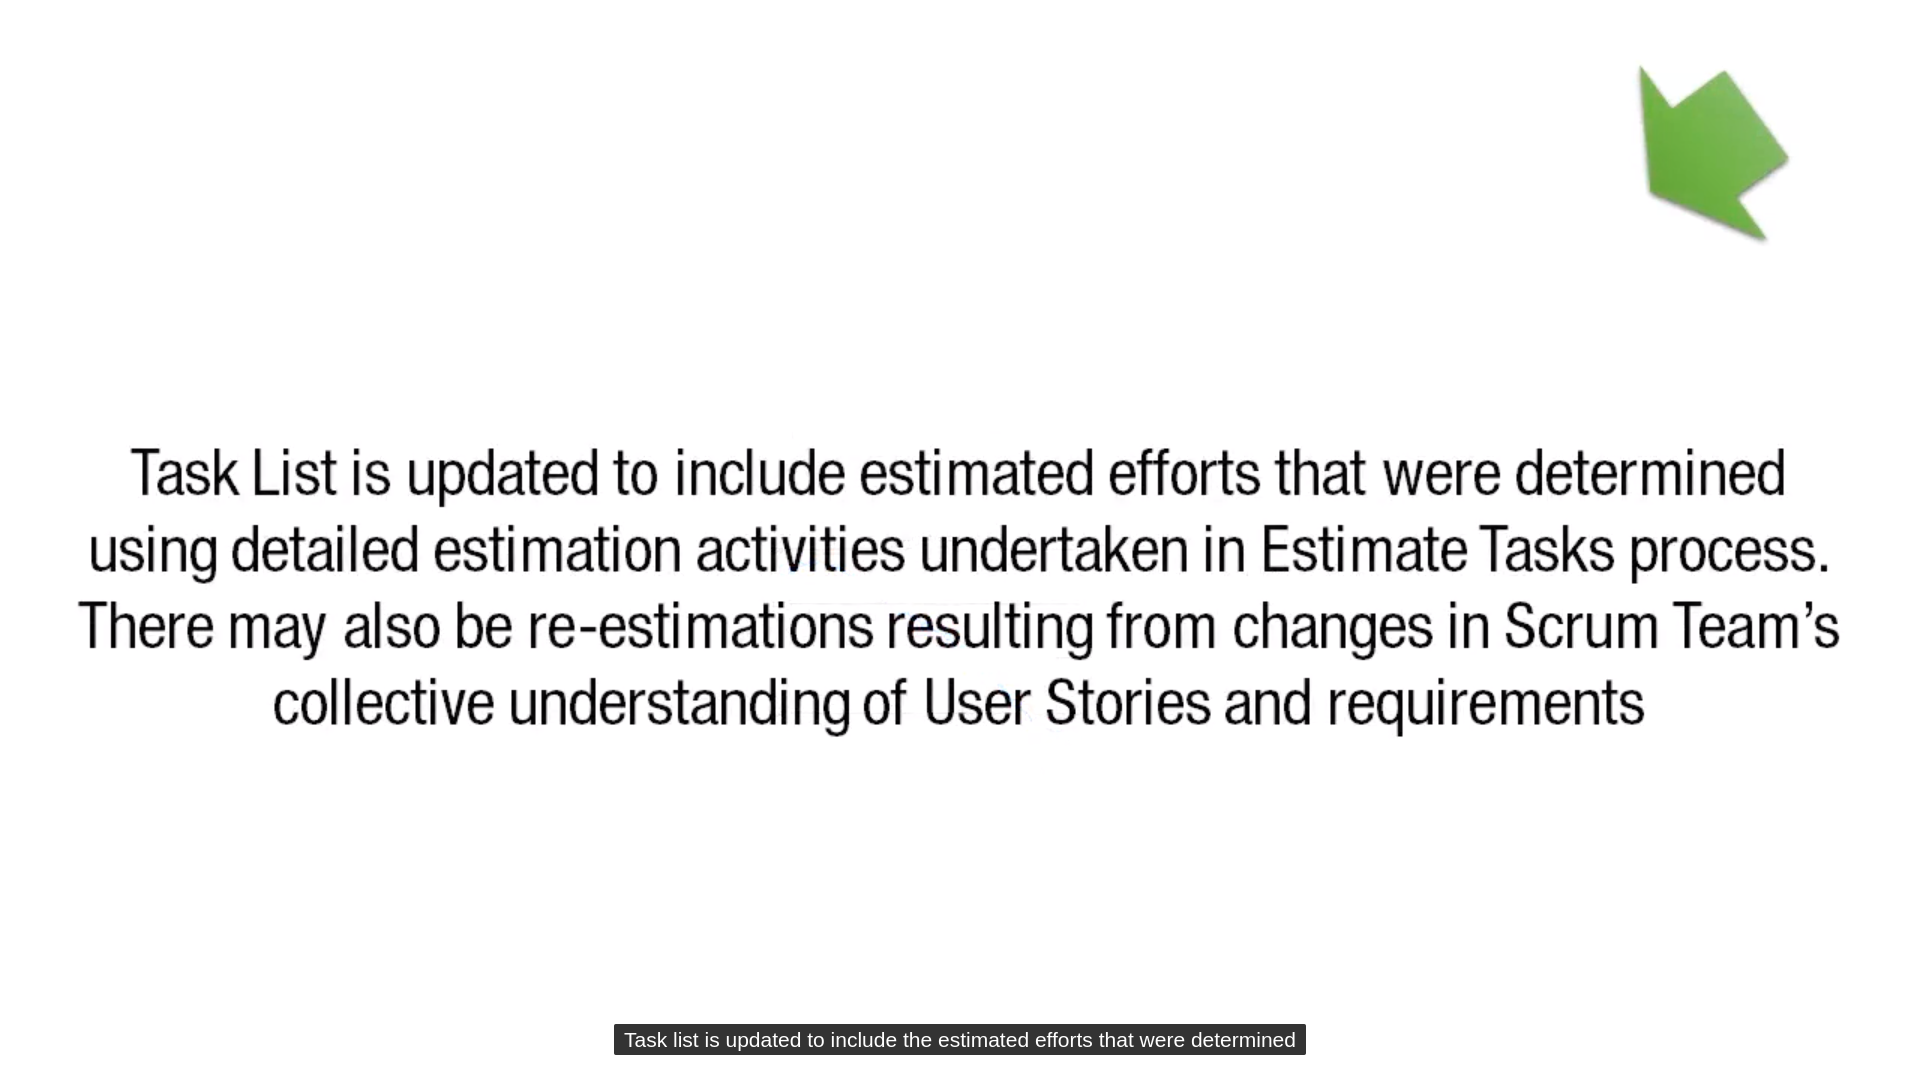 Task List is updated to include estimated efforts that were determined
using detailed estimation activities undertaken in Estimate Tasks process.
There may also be re-estimations resulting from changes in Scrum Team’s
collective understanding of User Stories and requirements
Task list is updated to include the estimated efforts that were determined